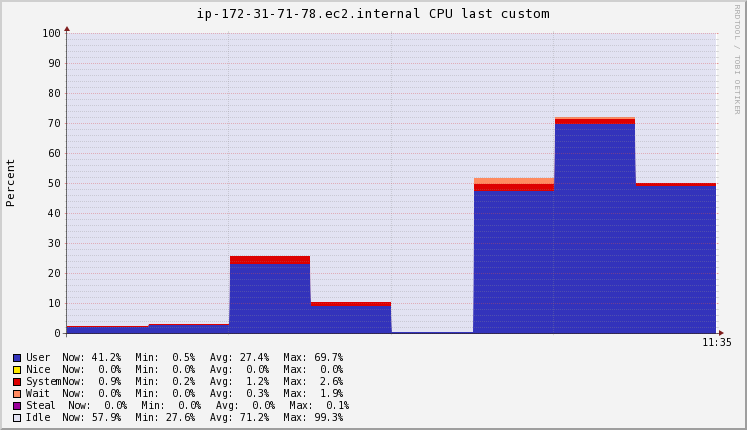 ip-172-31-71-78.ec2.internal CPU last custom
RRDTOOL / TOBI OETIKER
Percent
100
90
80
70
60
50
40
30
20
10
0
11:35
User Now: 41.2% Min: 0.5% Avg: 27.4% Max: 69.7%
Nice Now: 0.0% Min: 0.0% Avg: 0.0% Max: 0.0%
System Now: 0.9% Min: 0.2% Avg: 1.2% Max: 2.6%
Wait Now: 0.0% Min: 0.0% Avg: 0.3% Max: 1.9%
Steal Now: 0.0% Min: 0.0% Avg: 0.0% Max: 0.1%
Idle Now: 57.9% Min: 27.6% Avg: 71.2% Max: 99.3%